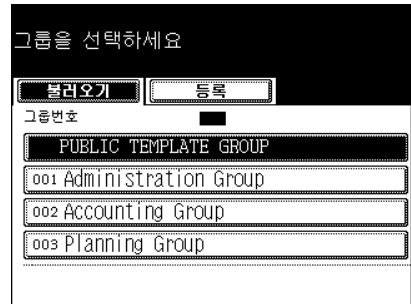 그룹을 선택하세요
불러오기 등록
그룹번호
PUBLIC TEMPLATE GROUP
001 Administration Group
002 Accounting Group
003 Planning Group